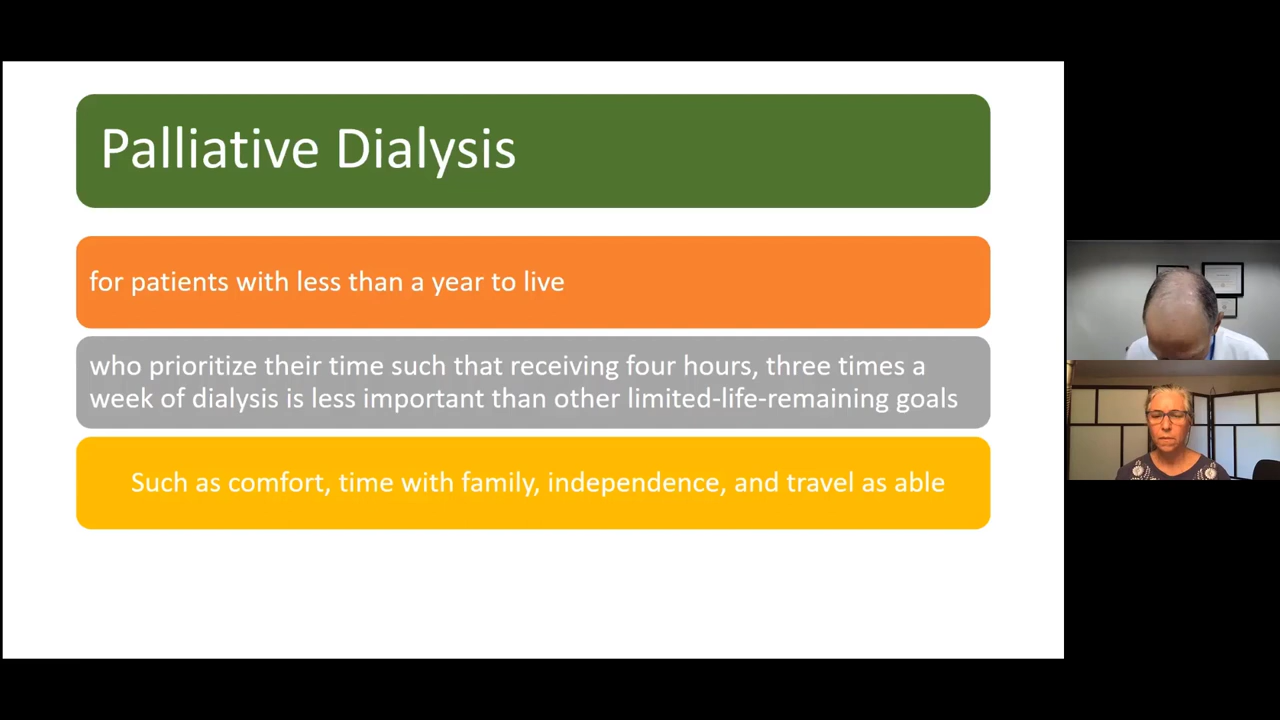 Palliative Dialysis
for patients with less than a year to live
who prioritize their time such that receiving four hours, three times a
week of dialysis is less important than other limited-life-remaining goals
Such as comfort, time with family, independence, and travel as able